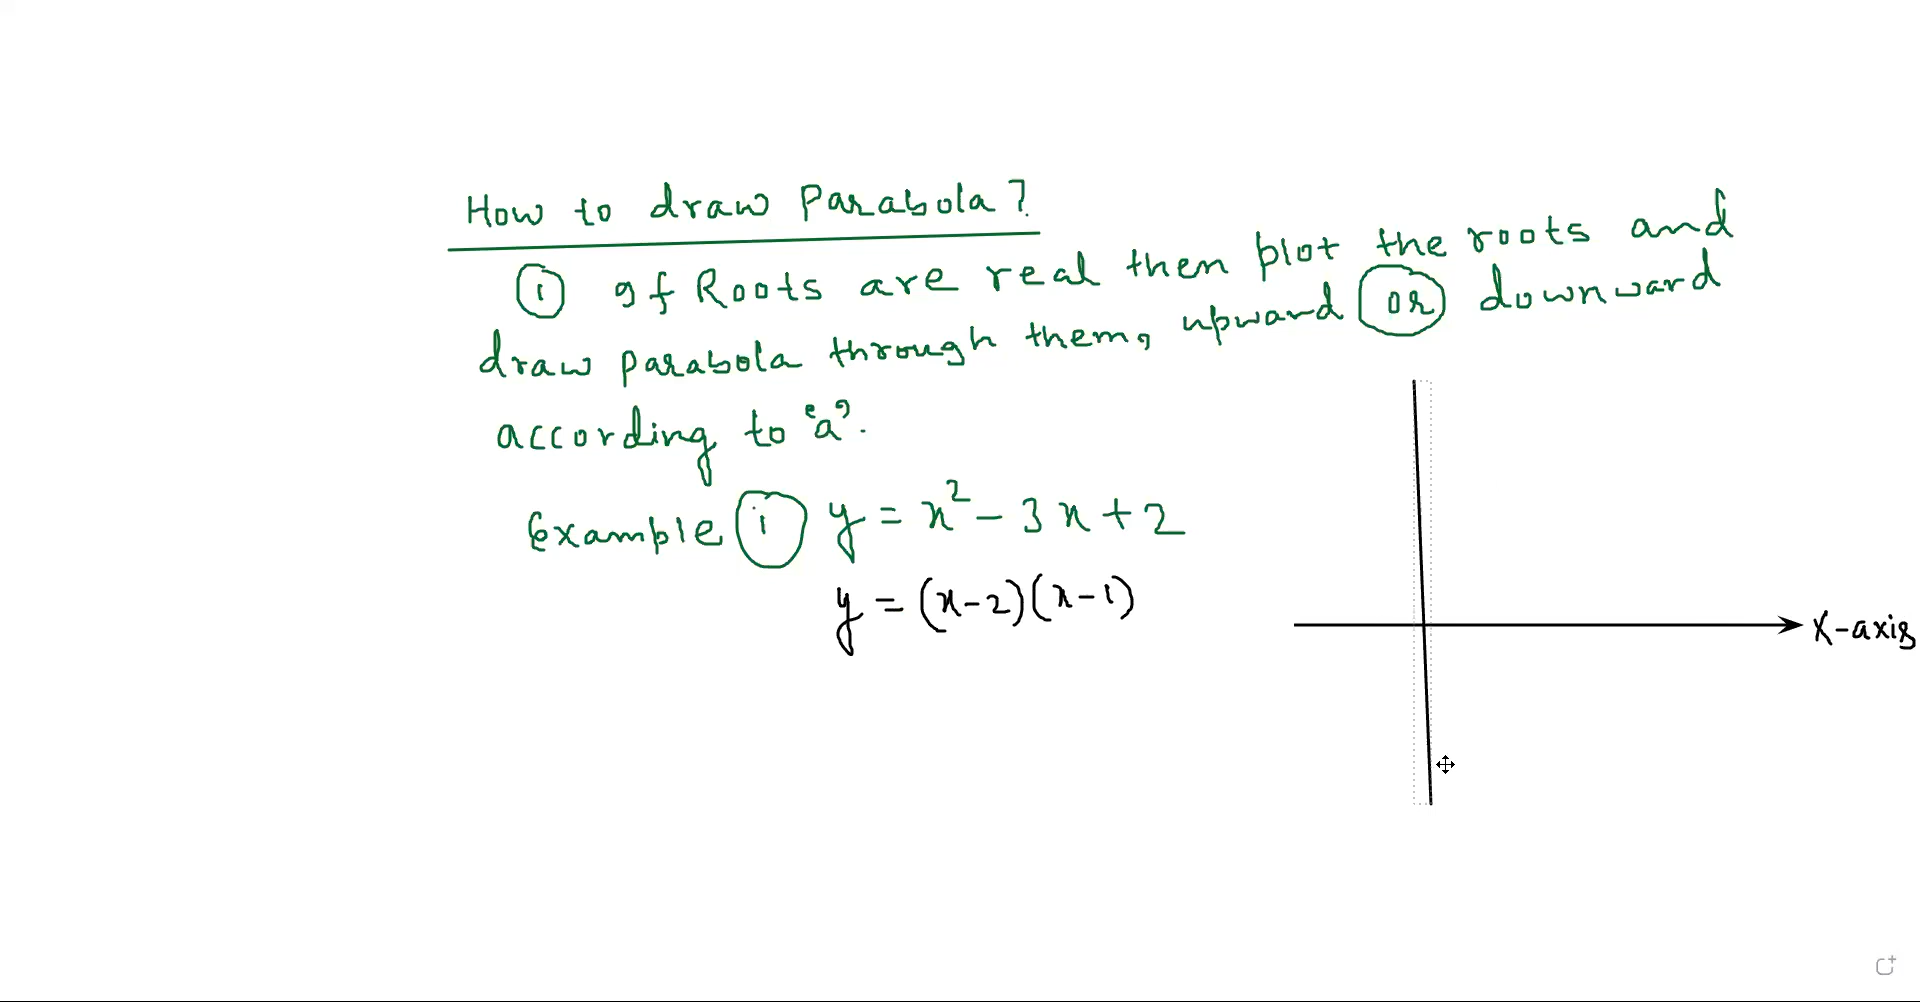 How to draw Parabola?
① If Roots are real then plot the roots and
draw parabola through them, upward or downward
according to 'a'.
Example ① y = x² - 3x + 2
y = (x-2)(x-1)
X-axis